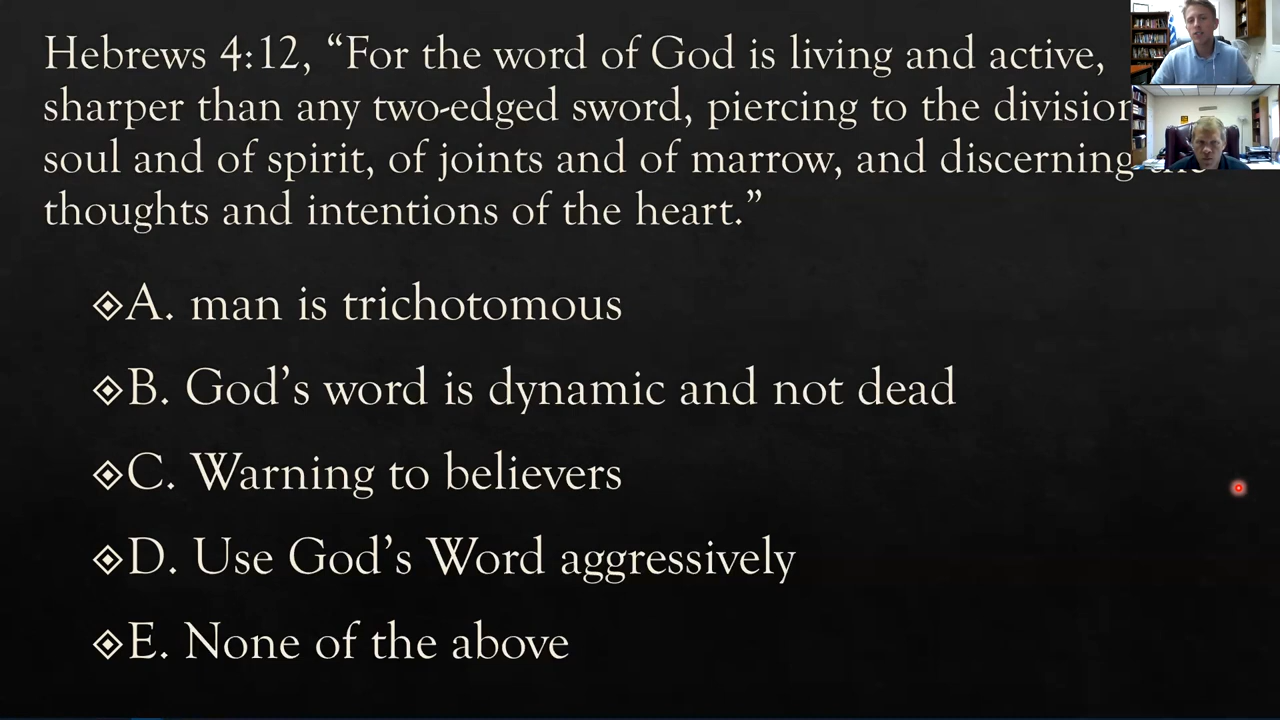 Hebrews 4:12, “For the word of God is living and active,
sharper than any two-edged sword, piercing to the division
soul and of spirit, of joints and of marrow, and discerning
thoughts and intentions of the heart.”
A. man is trichotomous
B. God’s word is dynamic and not dead
C. Warning to believers
D. Use God’s Word aggressively
E. None of the above